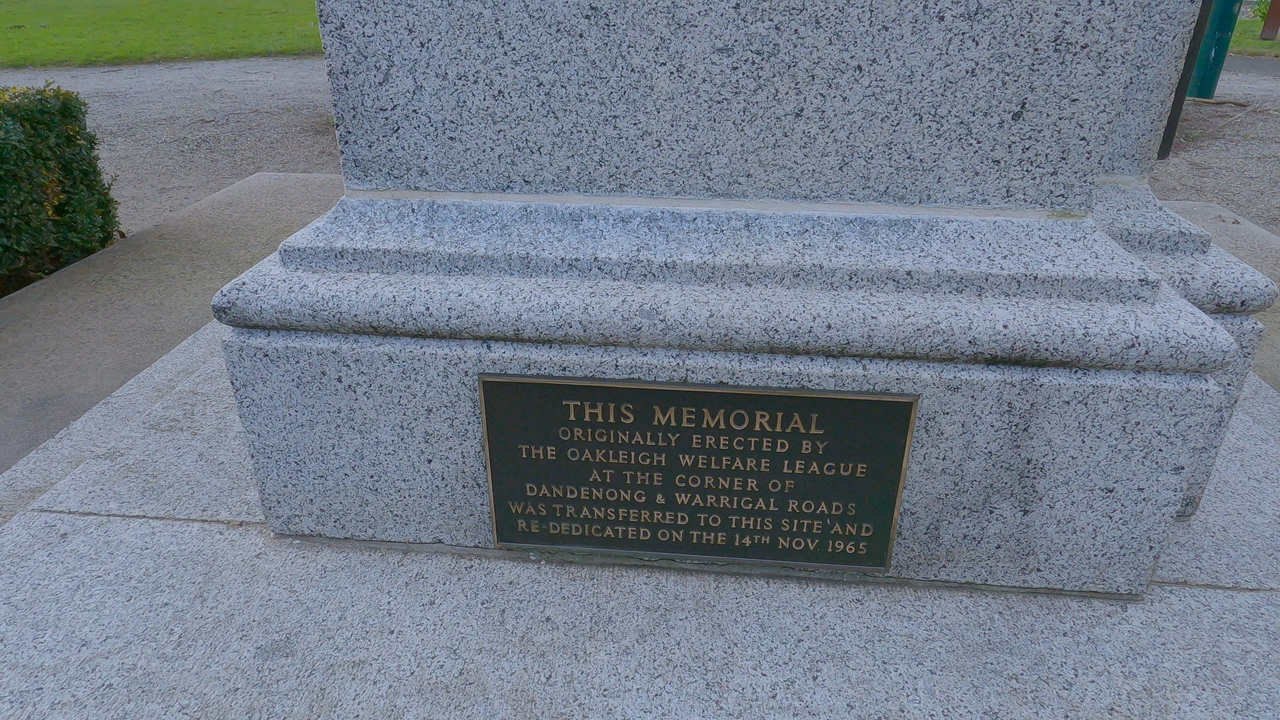 THIS MEMORIAL
ORIGINALLY ERECTED BY
THE OAKLEIGH WELFARE LEAGUE
AT THE CORNER OF
DANDENONG & WARRIGAL ROADS
WAS TRANSFERRED TO THIS SITE AND
RE-DEDICATED ON THE 14TH NOV. 1965